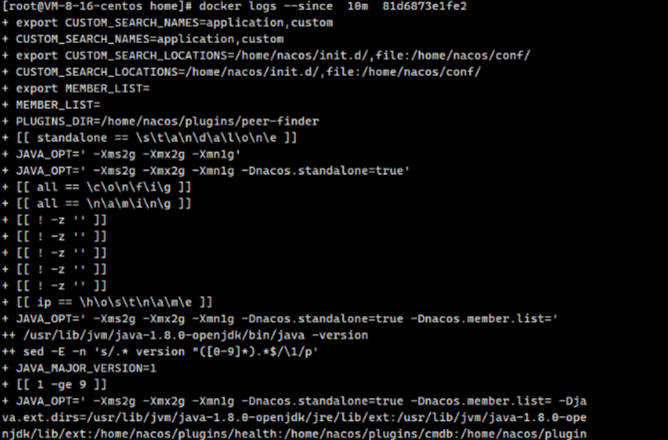 [root@VM-8-16-centos home]# docker logs --since  10m  81d6873e1fe2
+ export CUSTOM_SEARCH_NAMES=application,custom
+ CUSTOM_SEARCH_NAMES=application,custom
+ export CUSTOM_SEARCH_LOCATIONS=/home/nacos/init.d/,file:/home/nacos/conf/
+ CUSTOM_SEARCH_LOCATIONS=/home/nacos/init.d/,file:/home/nacos/conf/
+ export MEMBER_LIST=
+ MEMBER_LIST=
+ PLUGINS_DIR=/home/nacos/plugins/peer-finder
+ [[ standalone == \s\t\a\n\d\a\l\o\n\e ]]
+ JAVA_OPT=' -Xms2g -Xmx2g -Xmn1g'
+ JAVA_OPT=' -Xms2g -Xmx2g -Xmn1g -Dnacos.standalone=true'
+ [[ all == \c\o\n\f\i\g ]]
+ [[ all == \n\a\m\i\n\g ]]
+ [[ ! -z '' ]]
+ [[ ! -z '' ]]
+ [[ ! -z '' ]]
+ [[ ! -z '' ]]
+ [[ ! -z '' ]]
+ [[ ip == \h\o\s\t\n\a\m\e ]]
+ JAVA_OPT=' -Xms2g -Xmx2g -Xmn1g -Dnacos.standalone=true -Dnacos.member.list='
++ /usr/lib/jvm/java-1.8.0-openjdk/bin/java -version
++ sed -E -n 's/.* version "([0-9]*).*$/\1/p'
+ JAVA_MAJOR_VERSION=1
+ [[ 1 -ge 9 ]]
+ JAVA_OPT=' -Xms2g -Xmx2g -Xmn1g -Dnacos.standalone=true -Dnacos.member.list= -Dja
va.ext.dirs=/usr/lib/jvm/java-1.8.0-openjdk/jre/lib/ext:/usr/lib/jvm/java-1.8.0-ope
njdk/lib/ext:/home/nacos/plugins/health:/home/nacos/plugins/cmdb:/home/nacos/plugin